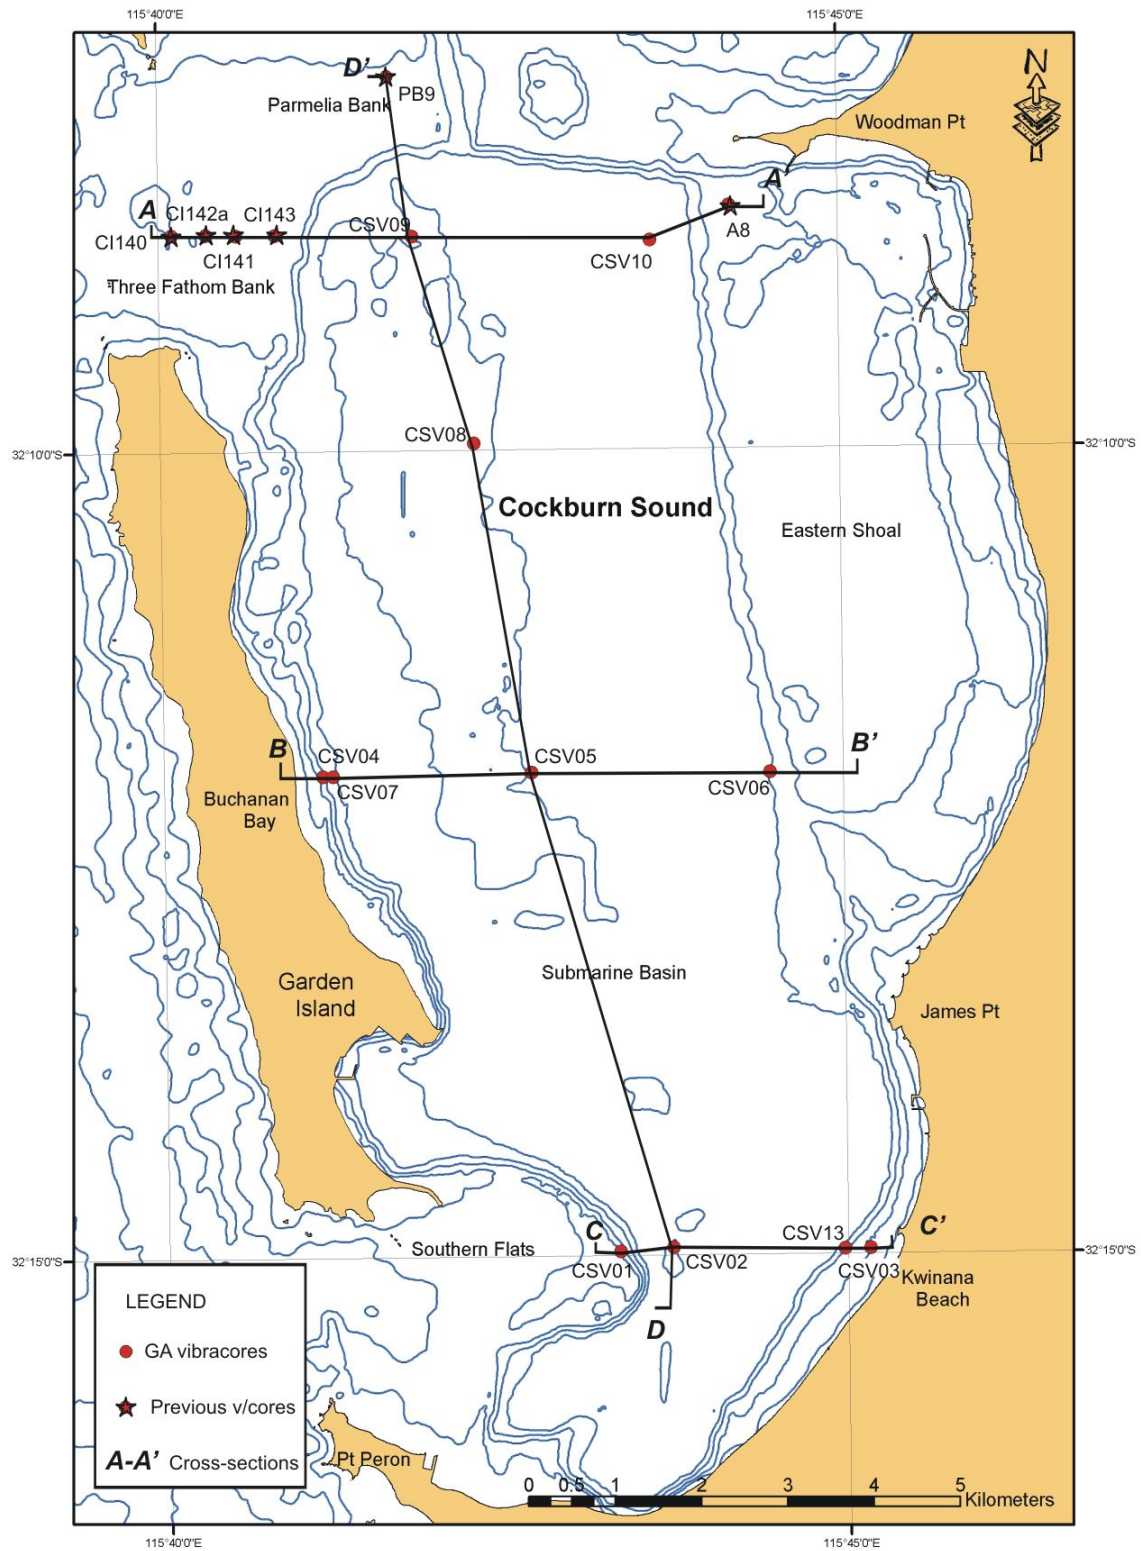 115°40'0"E
115°45'0"E
N
D'
PB9
Parmelia Bank
Woodman Pt
A
CI142a
CI143
A'
CSV09
CI140
CI141
CSV10
A8
Three Fathom Bank
CSV08
32°10'0"S
32°10'0"S
Cockburn Sound
Eastern Shoal
B
CSV04
CSV05
B'
CSV07
CSV06
Buchanan
Bay
Submarine Basin
Garden
Island
James Pt
C
CSV13
C'
Southern Flats
CSV01
CSV02
CSV03
32°15'0"S
32°15'0"S
Kwinana
Beach
D
LEGEND
GA vibracores
Previous v/cores
A-A' Cross-sections
Pt Peron
0 0.5 1 2 3 4 5
Kilometers
115°40'0"E
115°45'0"E